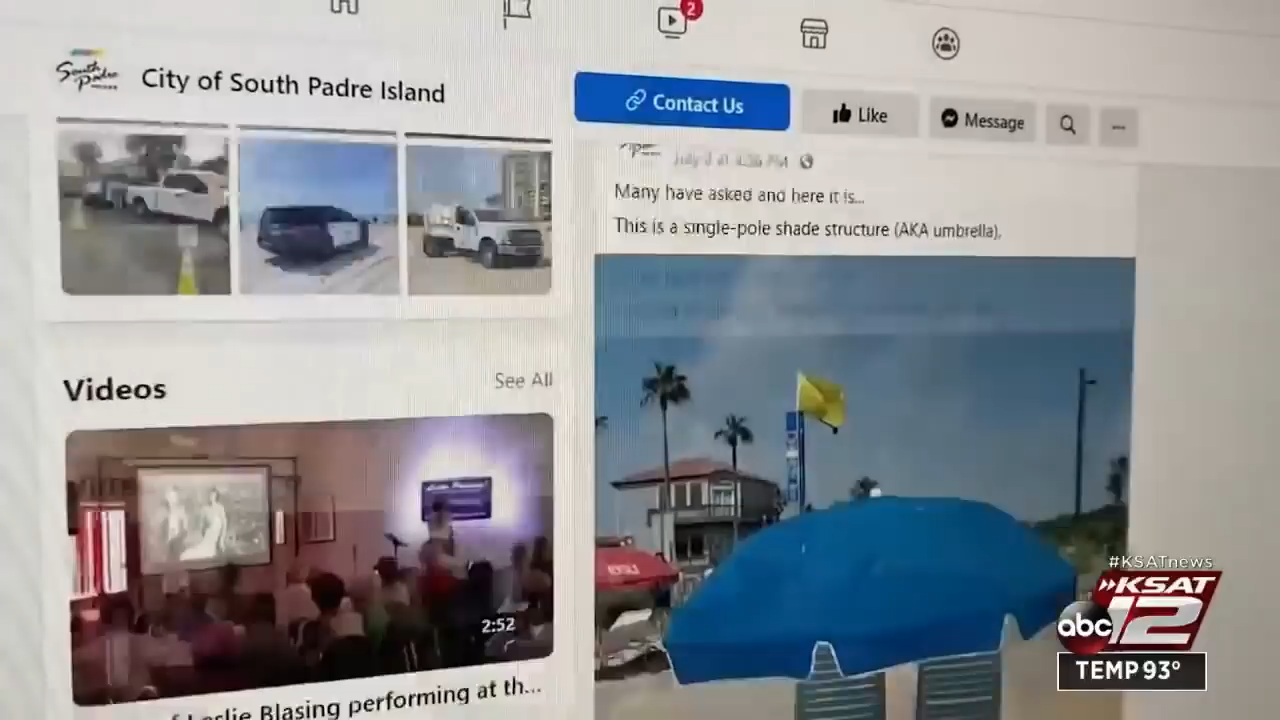 2
South Padre
City of South Padre Island
Contact Us
Like
Message
Many have asked and here it is...
This is a single-pole shade structure (AKA umbrella).
Videos
See All
2:52
Leslie Blasing performing at th...
#KSATnews
KSAT
abc 12
TEMP 93°